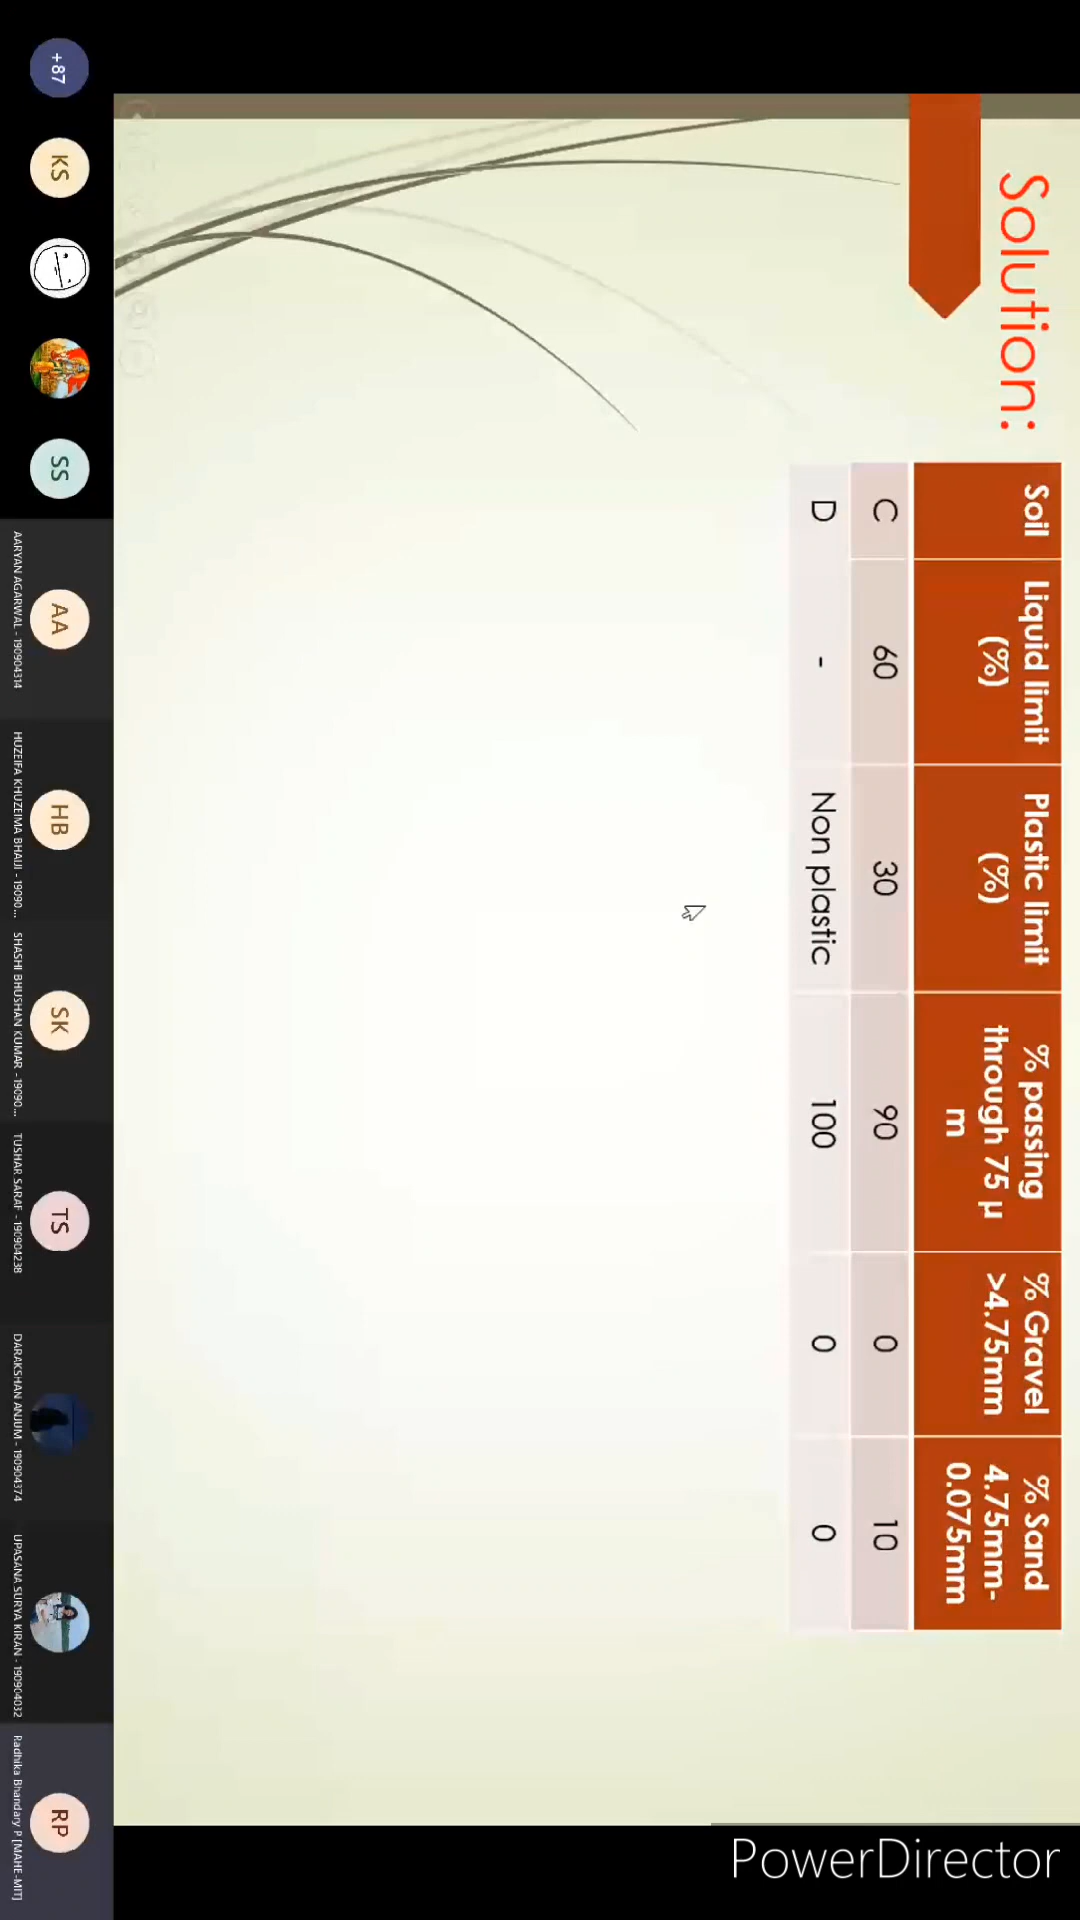 Solution:
Soil
Liquid limit
(%)
Plastic limit
(%)
% passing
through 75 μ
m
% Gravel
>4.75mm
% Sand
4.75mm-
0.075mm
C
60
30
90
0
10
D
-
Non plastic
100
0
0
+87
KS
SS
AA
AARYAN AGARWAL - 190904314
HB
HUZEIFA KHUZEIMA BHAIJI - 19090...
SK
SHASHI BHUSHAN KUMAR - 19090...
TS
TUSHAR SARAF - 190904238
DARAKSHAN ANJUM - 190904374
UPASANA SURYA KIRAN - 190904032
RP
Radhika Bhandary P [MAHE-MIT]
PowerDirector